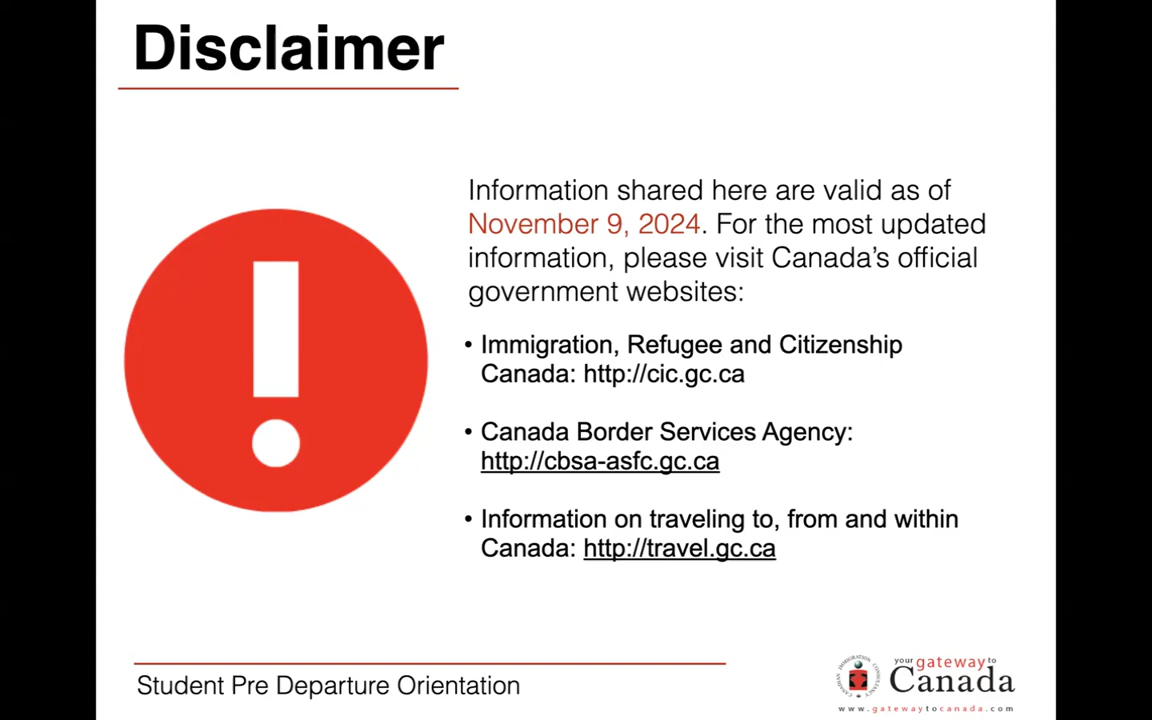 Disclaimer
Information shared here are valid as of
November 9, 2024. For the most updated
information, please visit Canada's official
government websites:
• Immigration, Refugee and Citizenship
Canada: http://cic.gc.ca
• Canada Border Services Agency:
http://cbsa-asfc.gc.ca
• Information on traveling to, from and within
Canada: http://travel.gc.ca
Student Pre Departure Orientation
CANADIAN IMMIGRATION CONSULTANCY
your gateway to
Canada
www.gatewaytocanada.com